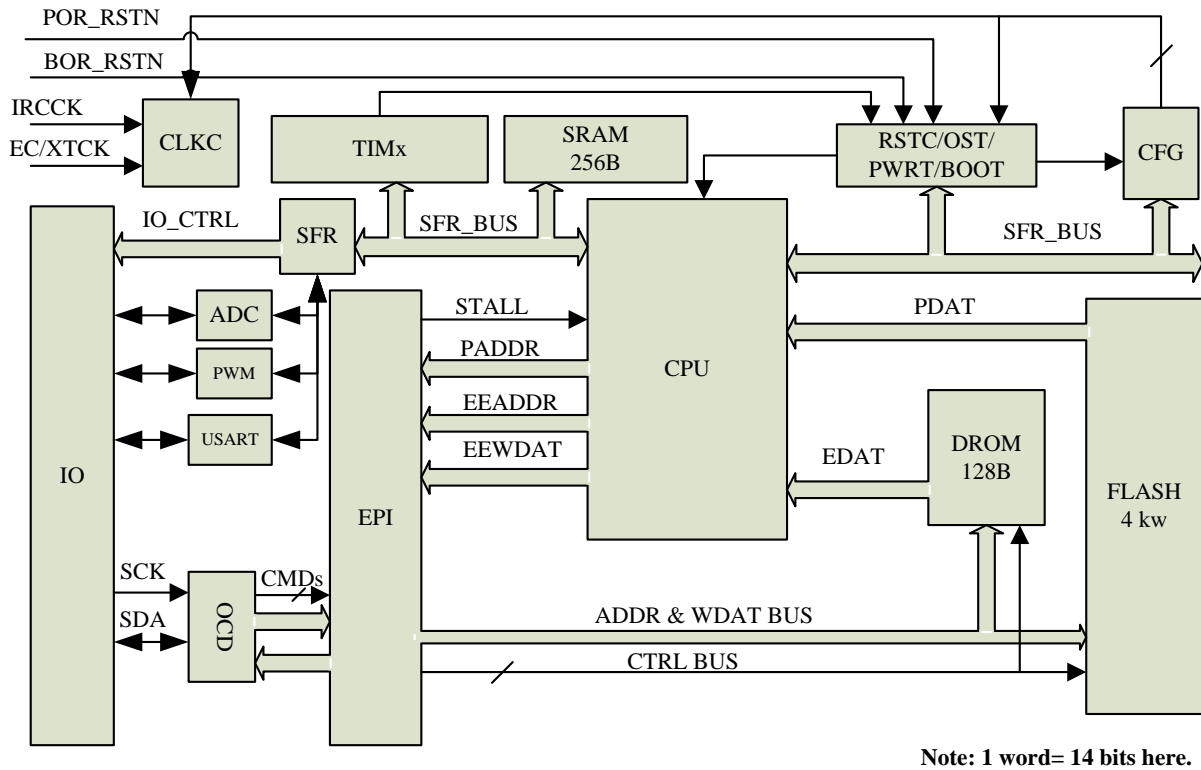 POR_RSTN
BOR_RSTN
IRCCK
EC/XTCK
CLKC
TIMx
SRAM
256B
RSTC/OST/
PWRT/BOOT
CFG
IO_CTRL
SFR
SFR_BUS
SFR_BUS
ADC
PWM
USART
IO
STALL
PADDR
EEADDR
EEWDAT
EPI
CPU
PDAT
EDAT
DROM
128B
FLASH
4 kw
SCK
SDA
OCD
CMDs
ADDR & WDAT BUS
CTRL BUS
Note: 1 word= 14 bits here.